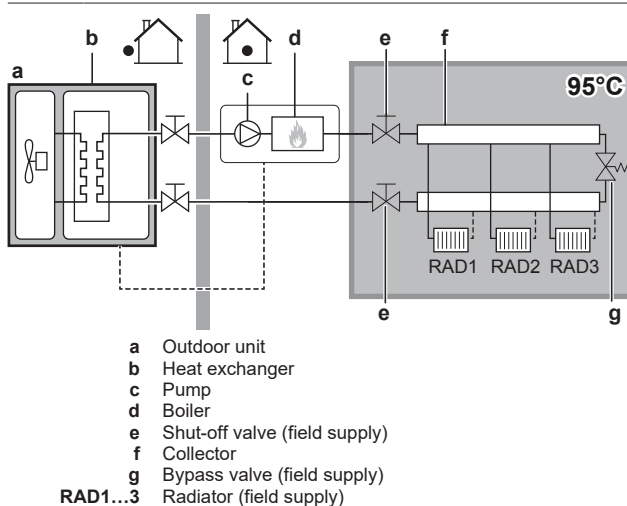 b d e f
a
c
95°C
RAD1 RAD2 RAD3
e g
a Outdoor unit
b Heat exchanger
c Pump
d Boiler
e Shut-off valve (field supply)
f Collector
g Bypass valve (field supply)
RAD1…3 Radiator (field supply)